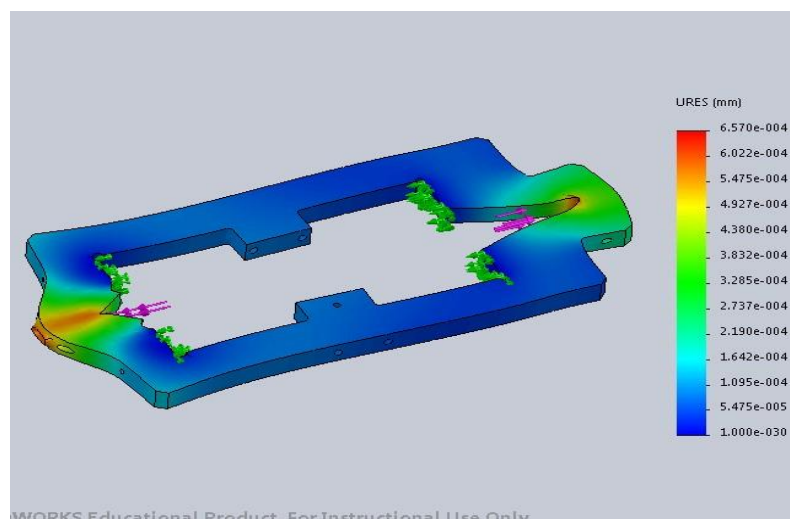 URES (mm)
6.570e-004
6.022e-004
5.475e-004
4.927e-004
4.380e-004
3.832e-004
3.285e-004
2.737e-004
2.190e-004
1.642e-004
1.095e-004
5.475e-005
1.000e-030
WORKS Educational Product. For Instructional Use Only